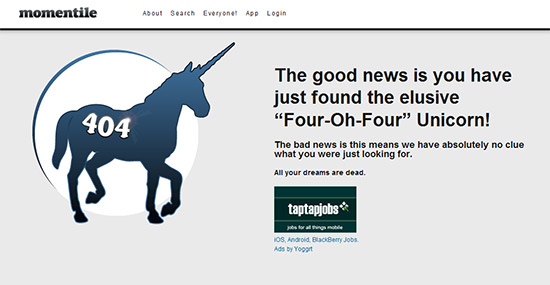 momentile
About Search Everyone! App Login
404
The good news is you have
just found the elusive
“Four-Oh-Four” Unicorn!
The bad news is this means we have absolutely no clue
what you were just looking for.
All your dreams are dead.
taptapjobs
jobs for all things mobile
iOS, Android, BlackBerry Jobs.
Ads by Yoggrt